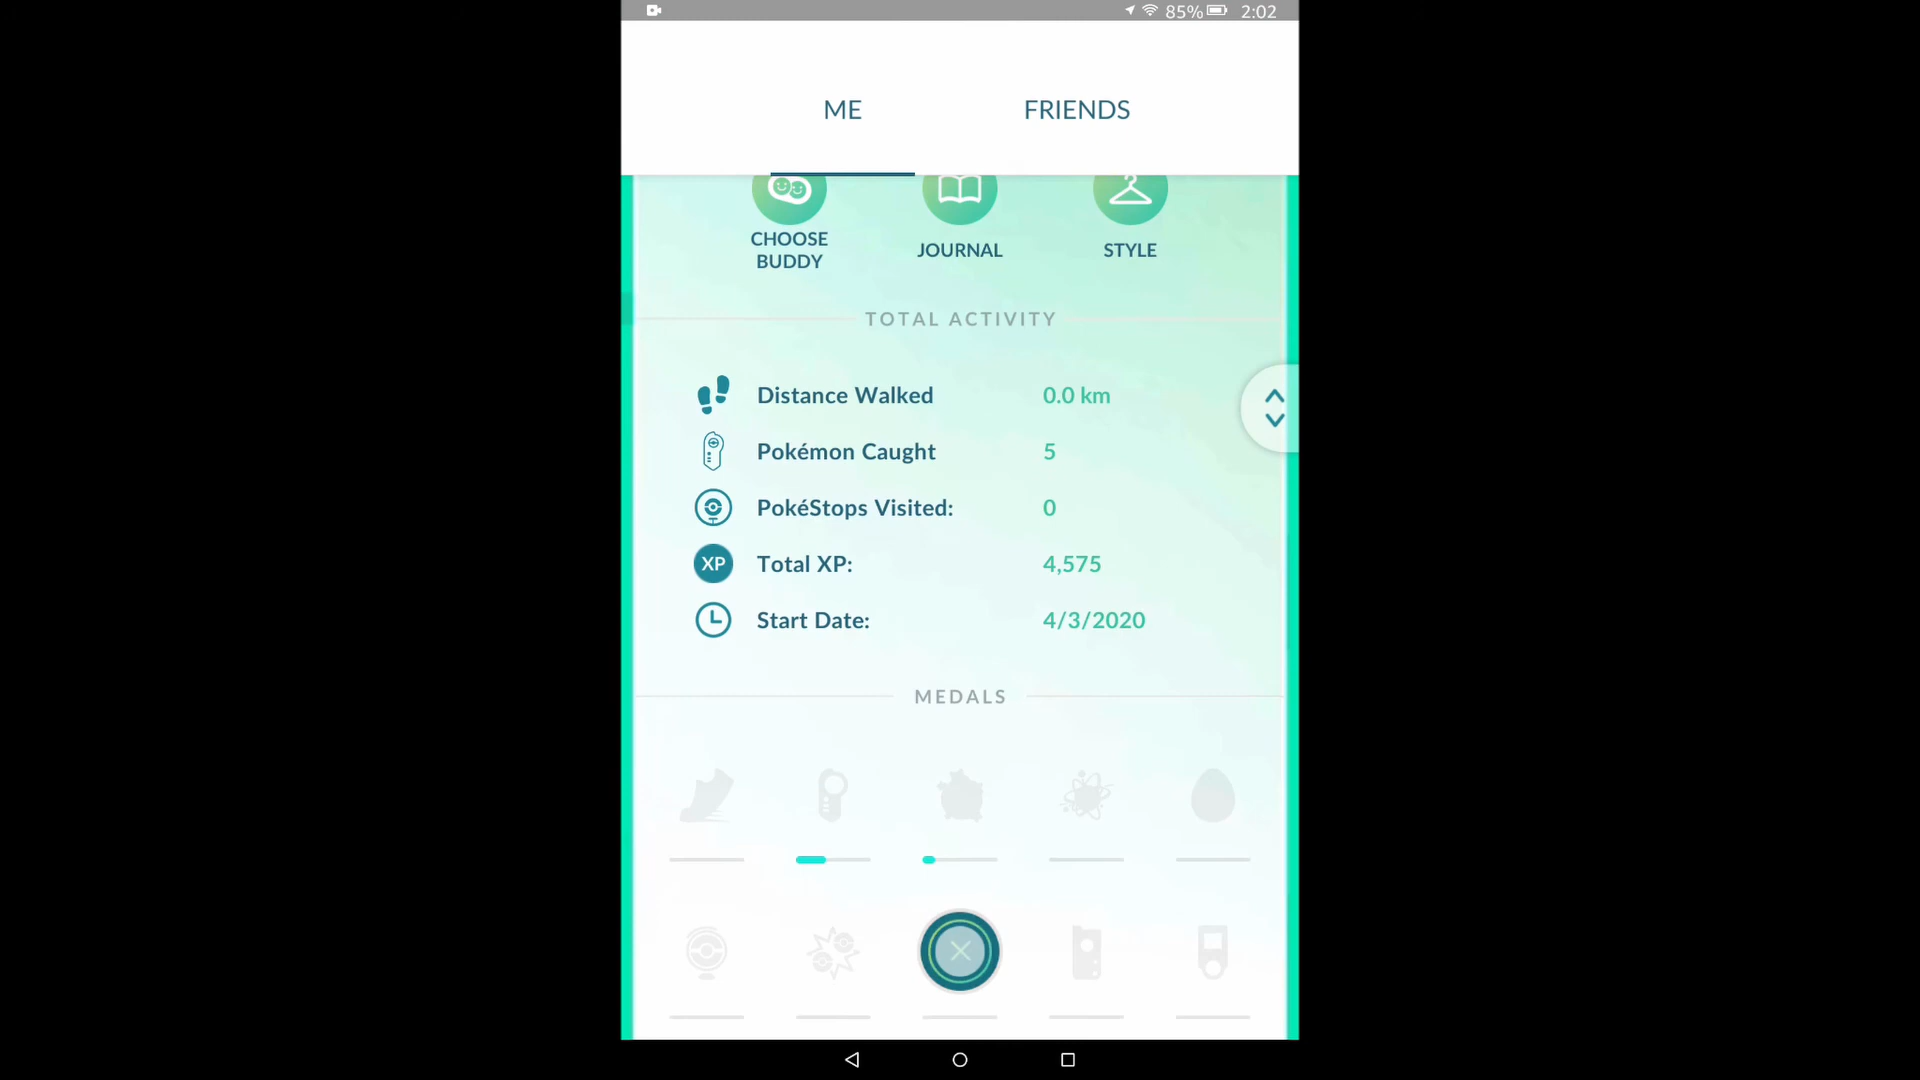 85% 2:02
ME FRIENDS
CHOOSE BUDDY JOURNAL STYLE
TOTAL ACTIVITY
Distance Walked 0.0 km
Pokémon Caught 5
PokéStops Visited: 0
XP Total XP: 4,575
Start Date: 4/3/2020
MEDALS